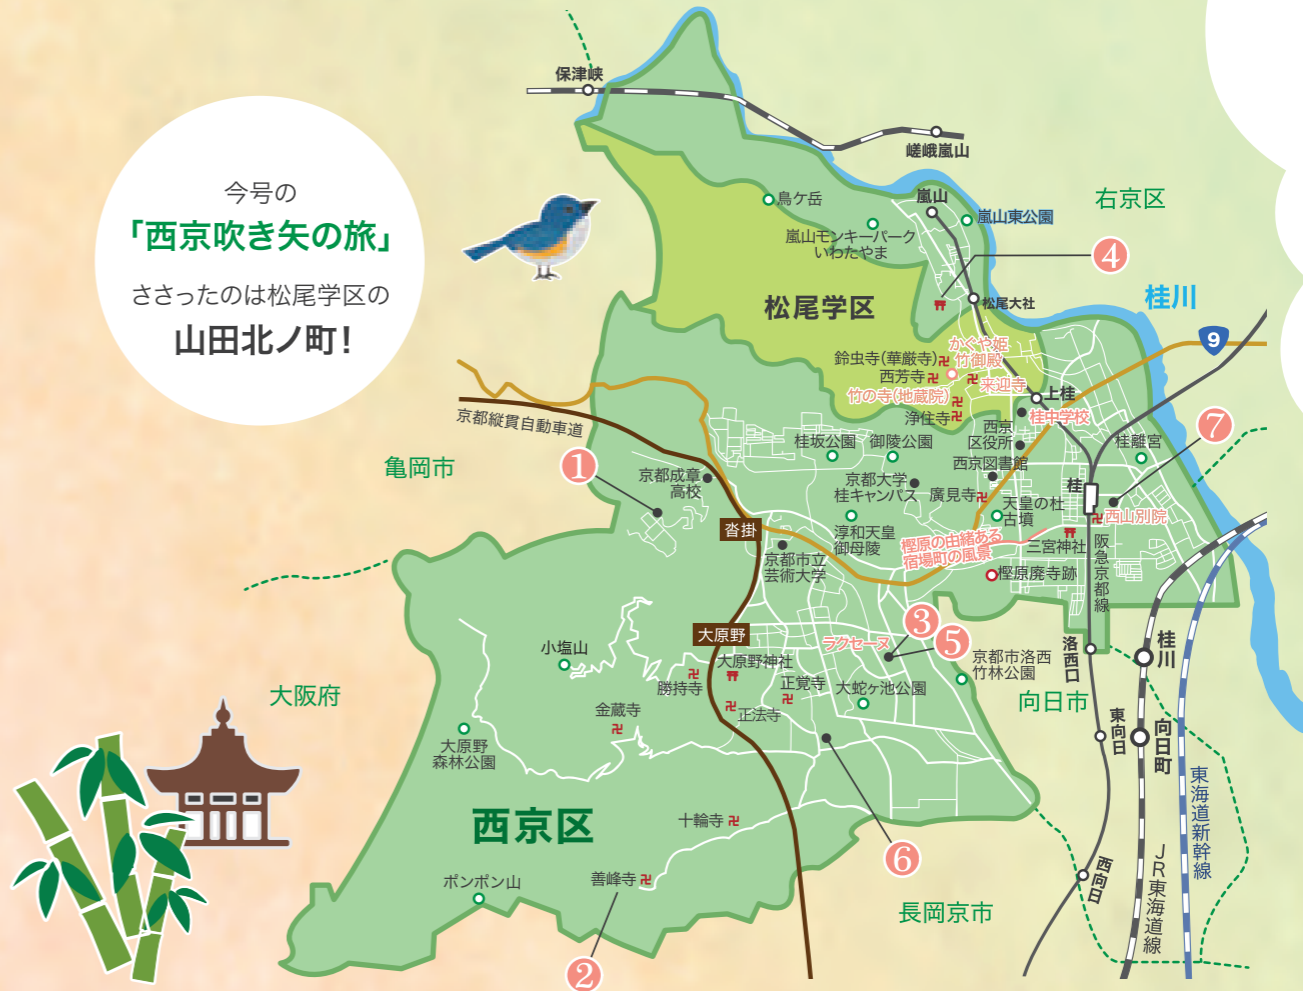 今号の
「西京吹き矢の旅」
ささったのは松尾学区の
山田北ノ町!
保津峡
嵯峨嵐山
右京区
烏ケ岳
嵐山
嵐山東公園
嵐山モンキーパーク
いわたやま
4
松尾学区
松尾大社
桂川
9
かぐや姫
竹御殿
鈴虫寺(華厳寺)
西芳寺
来迎寺
竹の寺(地蔵院)
上桂
浄住寺
桂中学校
京都縦貫自動車道
西京
区役所
7
亀岡市
1
桂坂公園
御陵公園
桂離宮
西京図書館
京都成章
高校
京都大学
桂キャンパス
廣見寺
桂
天皇の杜
古墳
西山別院
沓掛
淳和天皇
御母陵
樫原の由緒ある
宿場町の風景
三宮神社
阪急京都線
京都市立
芸術大学
樫原廃寺跡
大原野
3
ラクセーヌ
5
小塩山
大原野神社
京都市洛西
竹林公園
洛西口
桂川
勝持寺
正覚寺
大蛇ヶ池公園
大阪府
向日市
金蔵寺
正法寺
東向日
向日町
大原野
森林公園
東海道新幹線
西京区
十輪寺
6
JR東海道線
西向日
ポンポン山
善峰寺
長岡京市
2